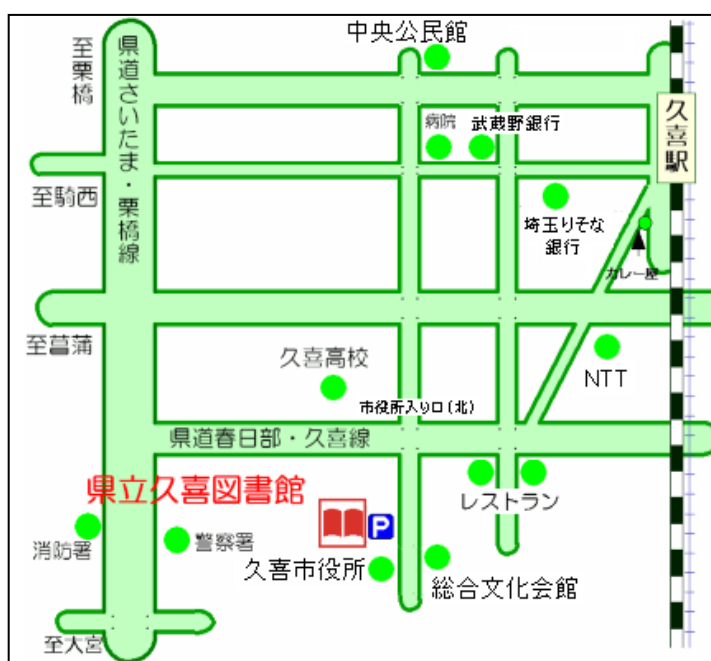 中央公民館
至栗橋
県道さいたま・栗橋線
久喜駅
病院
武蔵野銀行
至騎西
埼玉りそな
銀行
カレー屋
至菖蒲
久喜高校
NTT
市役所入り口(北)
県道春日部・久喜線
県立久喜図書館
レストラン
消防署
警察署
P
久喜市役所
総合文化会館
至大宮